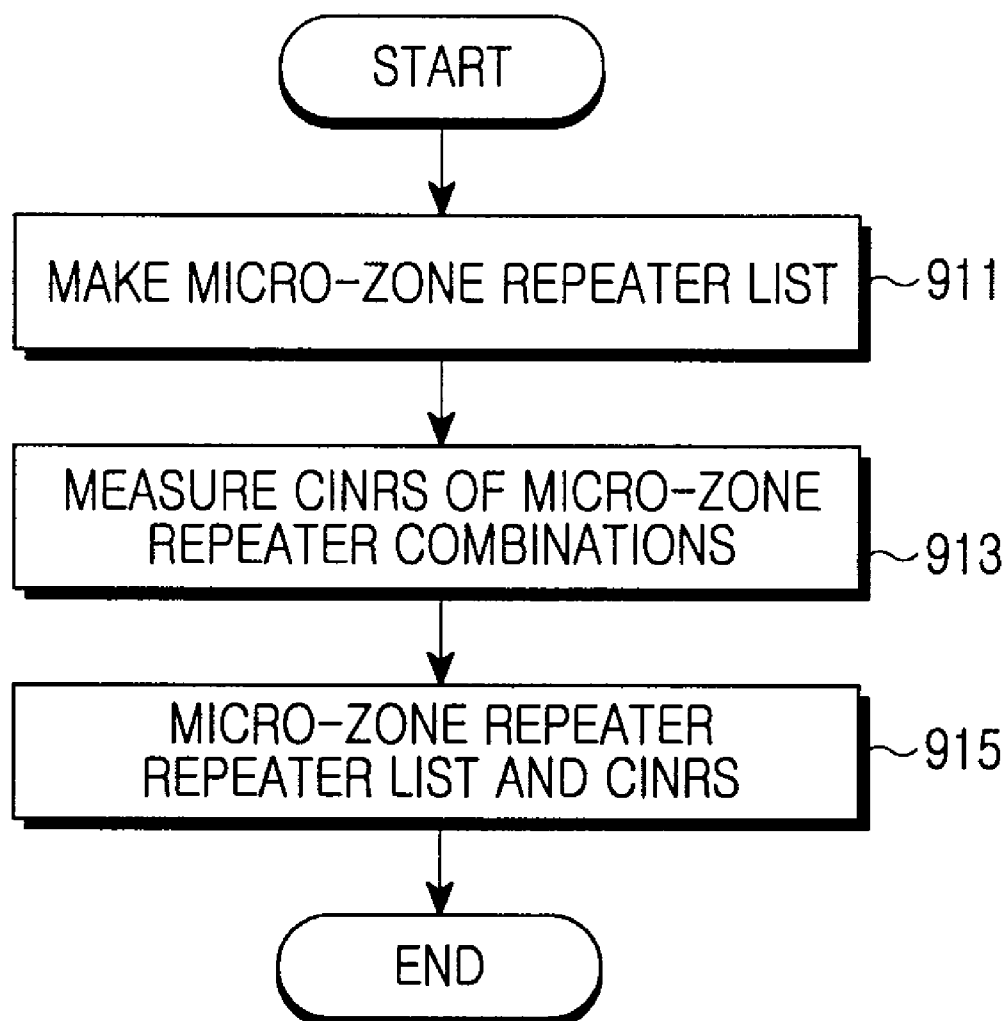 START
MAKE MICRO-ZONE REPEATER LIST
911
MEASURE CINRS OF MICRO-ZONE
REPEATER COMBINATIONS
913
MICRO-ZONE REPEATER
REPEATER LIST AND CINRS
915
END